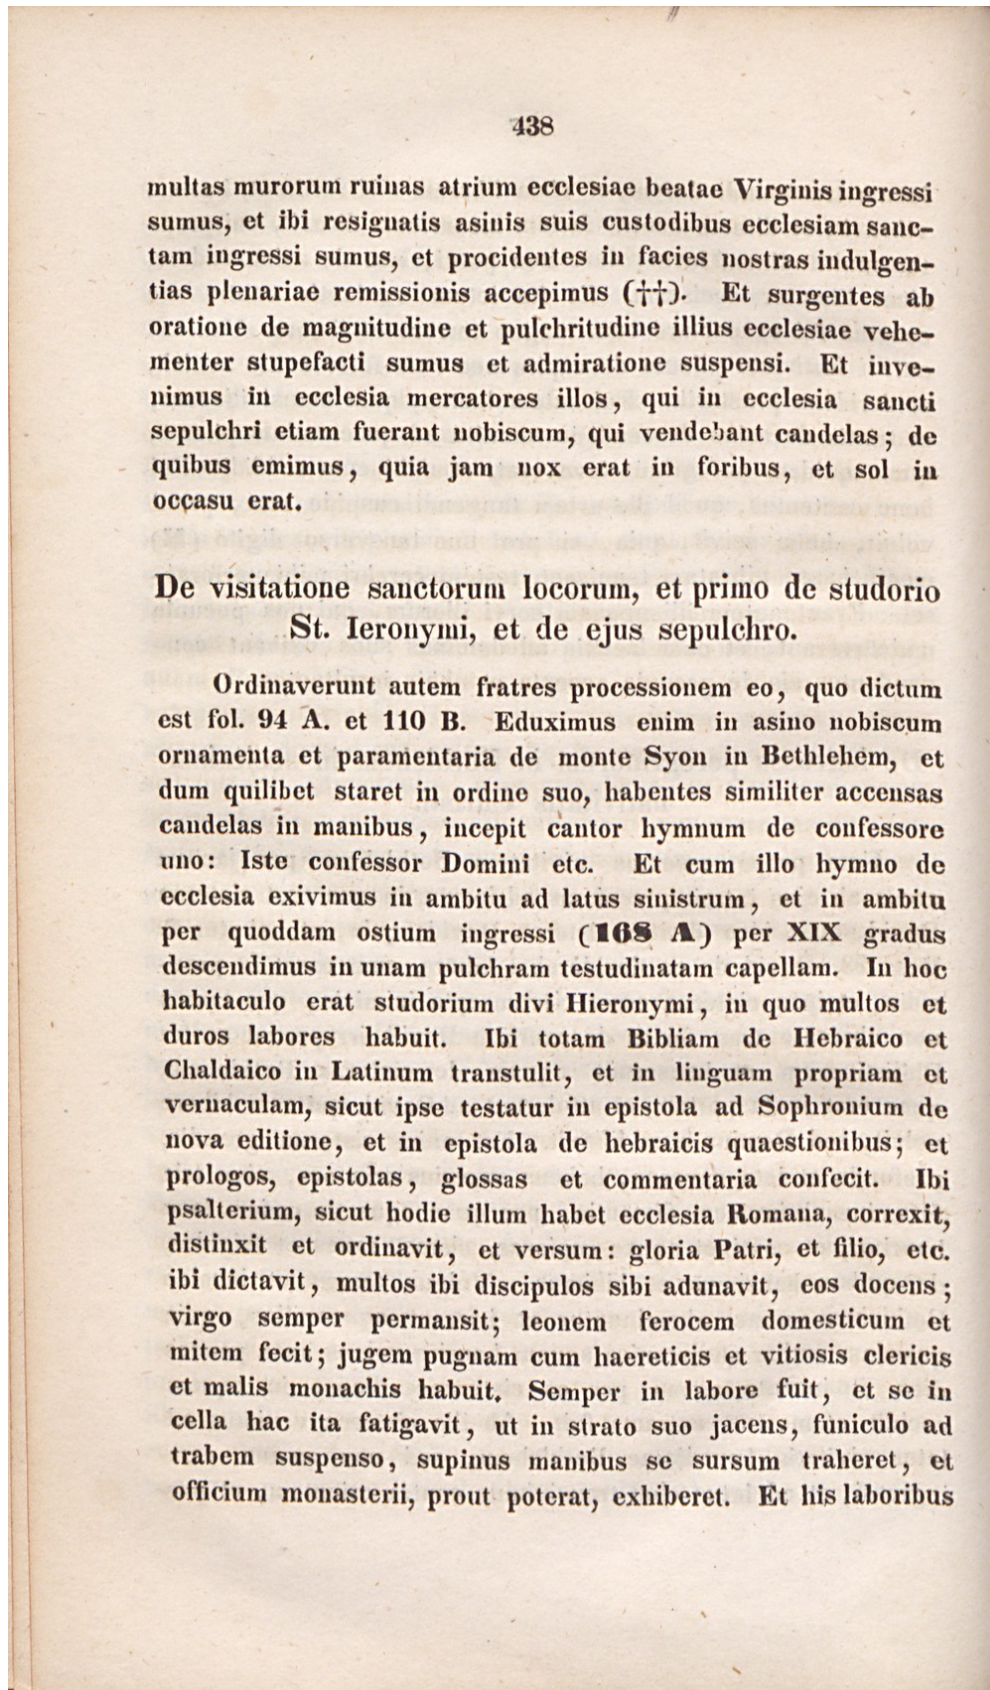 438
multas murorum ruinas atrium ecclesiae beatae Virginis ingressi
sumus, et ibi resignatis asinis suis custodibus ecclesiam sanc-
tam ingressi sumus, et procidentes in facies nostras indulgen-
tias plenariae remissionis accepimus (††). Et surgentes ab
oratione de magnitudine et pulchritudine illius ecclesiae vehe-
menter stupefacti sumus et admiratione suspensi. Et inve-
nimus in ecclesia mercatores illos, qui in ecclesia sancti
sepulchri etiam fuerant nobiscum, qui vendebant candelas; de
quibus emimus, quia jam nox erat in foribus, et sol in
occasu erat.
De visitatione sanctorum locorum, et primo de studorio
St. Ieronymi, et de ejus sepulchro.
Ordinaverunt autem fratres processionem eo, quo dictum
est fol. 94 A. et 110 B. Eduximus enim in asino nobiscum
ornamenta et paramentaria de monte Syon in Bethlehem, et
dum quilibet staret in ordine suo, habentes similiter accensas
candelas in manibus, incepit cantor hymnum de confessore
uno: Iste confessor Domini etc. Et cum illo hymno de
ecclesia exivimus in ambitu ad latus sinistrum, et in ambitu
per quoddam ostium ingressi (168 A) per XIX gradus
descendimus in unam pulchram testudinatam capellam. In hoc
habitaculo erat studorium divi Hieronymi, in quo multos et
duros labores habuit. Ibi totam Bibliam de Hebraico et
Chaldaico in Latinum transtulit, et in linguam propriam et
vernaculam, sicut ipse testatur in epistola ad Sophronium de
nova editione, et in epistola de hebraicis quaestionibus; et
prologos, epistolas, glossas et commentaria confecit. Ibi
psalterium, sicut hodie illum habet ecclesia Romana, correxit,
distinxit et ordinavit, et versum: gloria Patri, et filio, etc.
ibi dictavit, multos ibi discipulos sibi adunavit, eos docens;
virgo semper permansit; leonem ferocem domesticum et
mitem fecit; jugem pugnam cum haereticis et vitiosis clericis
et malis monachis habuit. Semper in labore fuit, et se in
cella hac ita fatigavit, ut in strato suo jacens, funiculo ad
trabem suspenso, supinus manibus se sursum traheret, et
officium monasterii, prout poterat, exhiberet. Et his laboribus